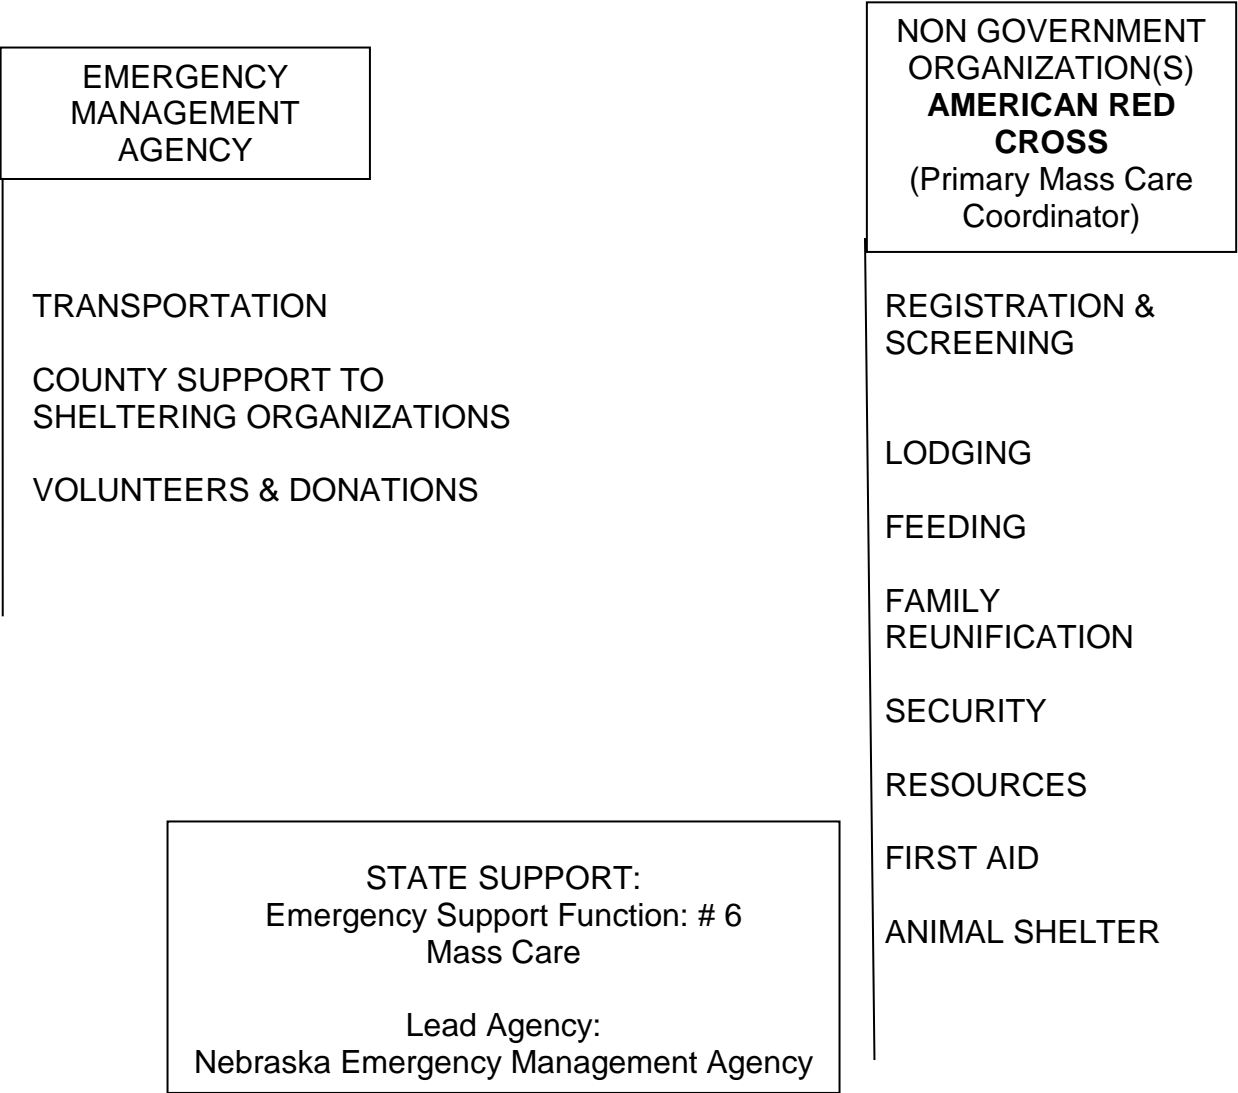 EMERGENCY
MANAGEMENT
AGENCY
TRANSPORTATION
COUNTY SUPPORT TO
SHELTERING ORGANIZATIONS
VOLUNTEERS & DONATIONS
NON GOVERNMENT
ORGANIZATION(S)
AMERICAN RED
CROSS
(Primary Mass Care
Coordinator)
REGISTRATION &
SCREENING
LODGING
FEEDING
FAMILY
REUNIFICATION
SECURITY
RESOURCES
FIRST AID
ANIMAL SHELTER
STATE SUPPORT:
Emergency Support Function: # 6
Mass Care
Lead Agency:
Nebraska Emergency Management Agency